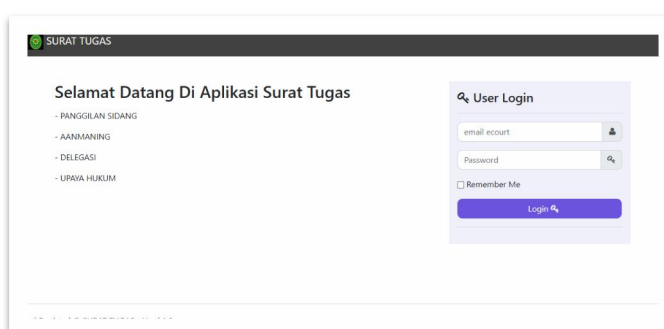 SURAT TUGAS
Selamat Datang Di Aplikasi Surat Tugas
- PANGGILAN SIDANG
- AANMANING
- DELEGASI
- UPAYA HUKUM
User Login
email ecourt
Password
Remember Me
Login